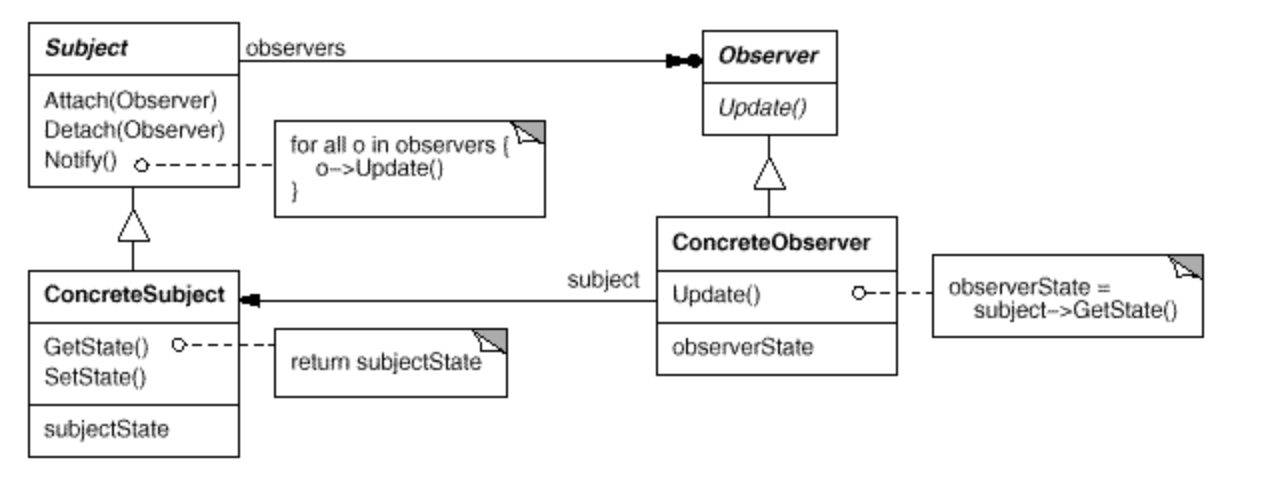 Subject
Attach(Observer)
Detach(Observer)
Notify()
observers
for all o in observers {
o->Update()
}
Observer
Update()
ConcreteSubject
GetState()
SetState()
subjectState
return subjectState
subject
ConcreteObserver
Update()
observerState
observerState =
subject->GetState()